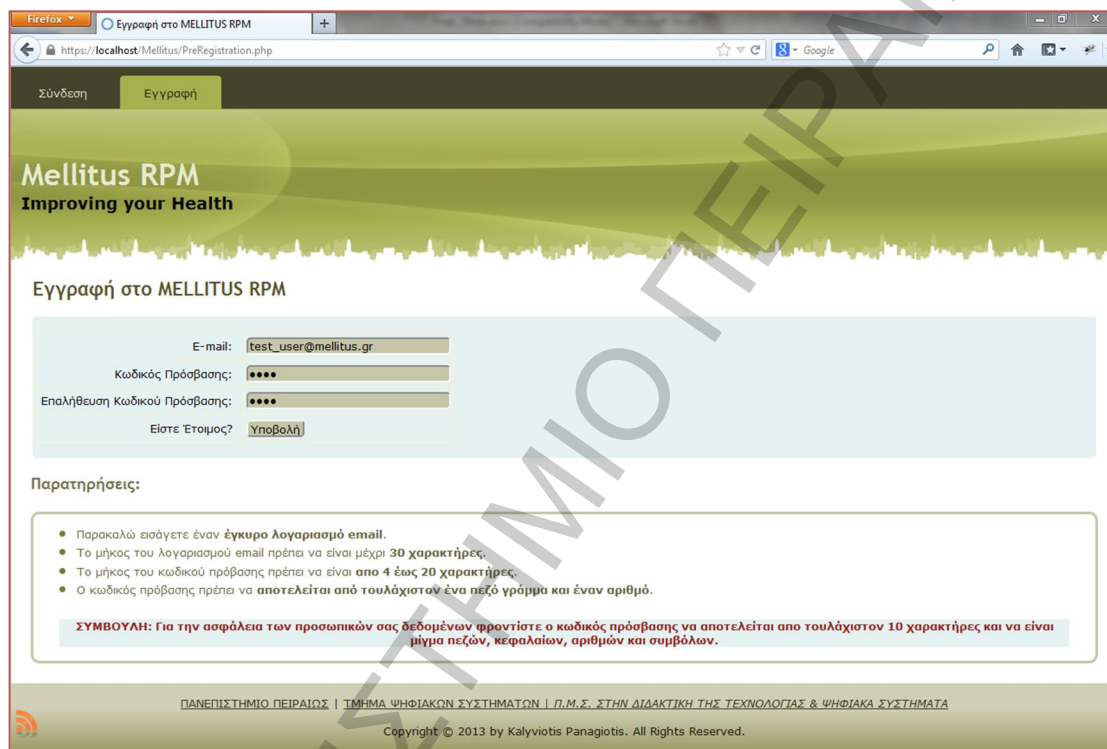 Firefox
Εγγραφή στο MELLITUS RPM
https://localhost/Mellitus/PreRegistration.php
Google
Σύνδεση Εγγραφή
Mellitus RPM
Improving your Health
Εγγραφή στο MELLITUS RPM
E-mail: test_user@mellitus.gr
Κωδικός Πρόσβασης: ●●●●
Επαλήθευση Κωδικού Πρόσβασης: ●●●●
Είστε Έτοιμος? Υποβολή
Παρατηρήσεις:
Παρακαλώ εισάγετε έναν έγκυρο λογαριασμό email.
Το μήκος του λογαριασμού email πρέπει να είναι μέχρι 30 χαρακτήρες.
Το μήκος του κωδικού πρόβασης πρέπει να είναι απο 4 έως 20 χαρακτήρες.
Ο κωδικός πρόβασης πρέπει να αποτελείται από τουλάχιστον ένα πεζό γράμμα και έναν αριθμό.
ΣΥΜΒΟΥΛΗ: Για την ασφάλεια των προσωπικών σας δεδομένων φροντίστε ο κωδικός πρόσβασης να αποτελείται απο τουλάχιστον 10 χαρακτήρες και να είναι
μίγμα πεζών, κεφαλαίων, αριθμών και συμβόλων.
ΠΑΝΕΠΙΣΤΗΜΙΟ ΠΕΙΡΑΙΩΣ | ΤΜΗΜΑ ΨΗΦΙΑΚΩΝ ΣΥΣΤΗΜΑΤΩΝ | Π.Μ.Σ. ΣΤΗΝ ΔΙΔΑΚΤΙΚΗ ΤΗΣ ΤΕΧΝΟΛΟΓΙΑΣ & ΨΗΦΙΑΚΑ ΣΥΣΤΗΜΑΤΑ
Copyright © 2013 by Kalyviotis Panagiotis. All Rights Reserved.
ΣΤΗΜΙΟ ΠΕΙΡΑ